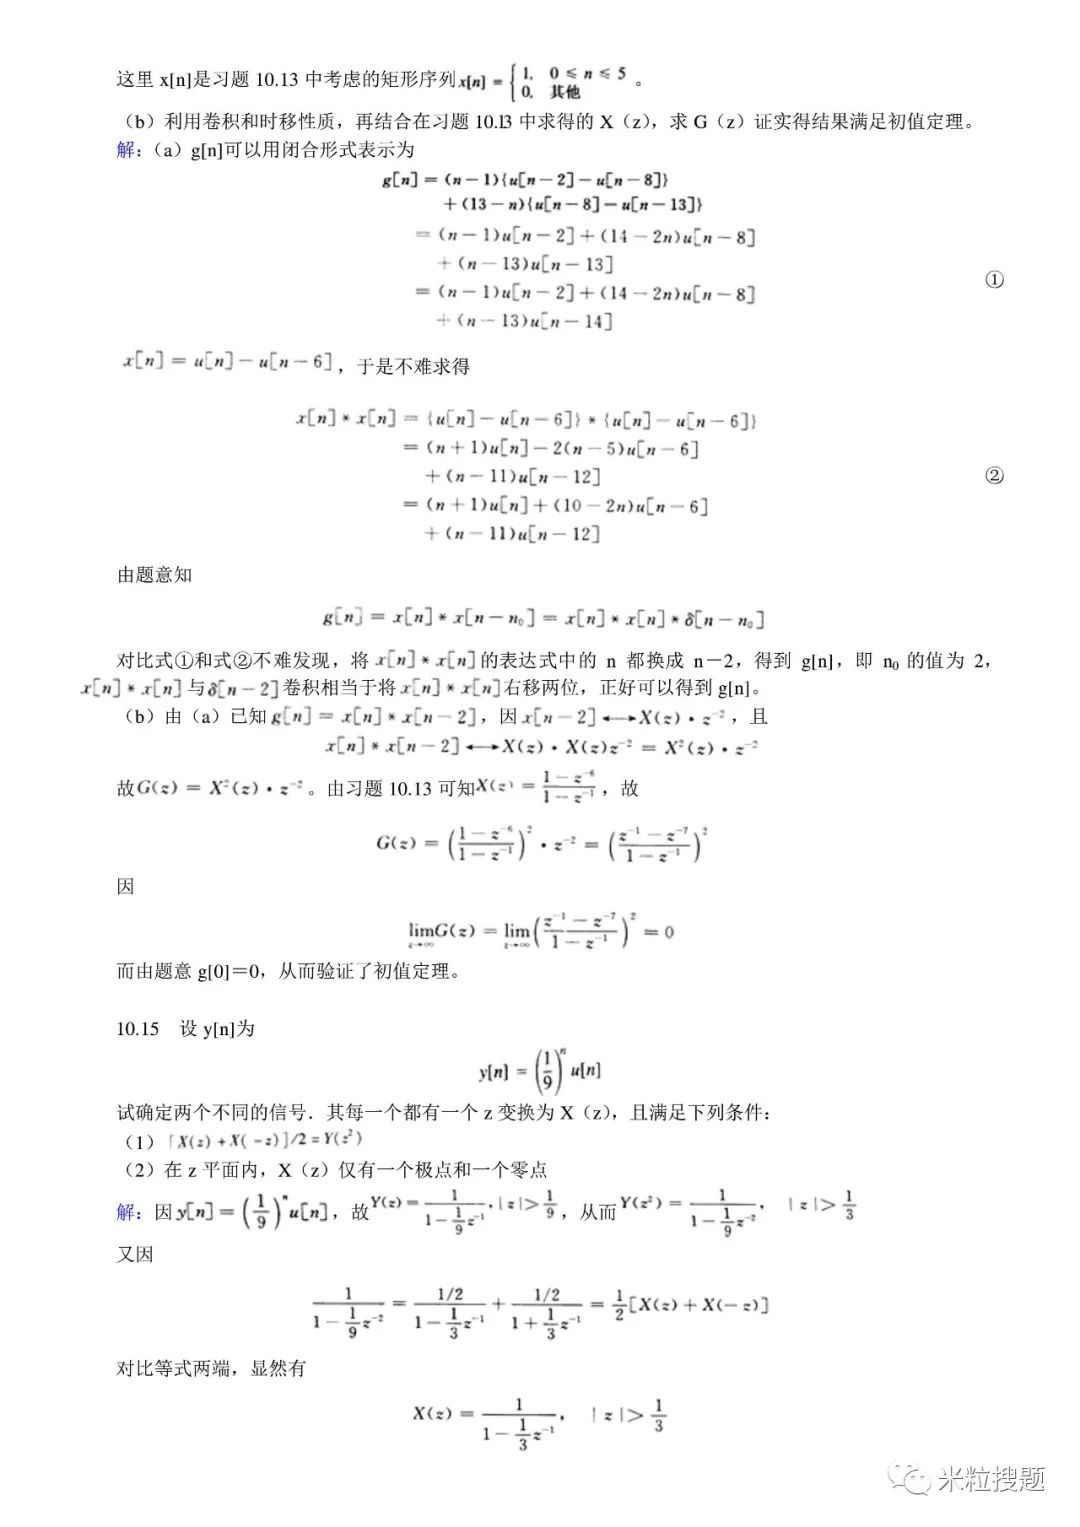 这里 x[n]是习题 10.13 中考虑的矩形序列x[n] = { 1, 0 ≤ n ≤ 5
0, 其他 。
（b）利用卷积和时移性质，再结合在习题 10.13 中求得的 X（z），求 G（z）证实得结果满足初值定理。
解：（a）g[n]可以用闭合形式表示为
g[n] = (n−1){u[n−2]−u[n−8]}
+(13−n){u[n−8]−u[n−13]}
= (n−1)u[n−2]+(14−2n)u[n−8]
+(n−13)u[n−13]
①
= (n−1)u[n−2]+(14−2n)u[n−8]
+(n−13)u[n−14]
x[n] = u[n]−u[n−6]，于是不难求得
x[n]*x[n] = {u[n]−u[n−6]}*{u[n]−u[n−6]}
= (n+1)u[n]−2(n−5)u[n−6]
+(n−11)u[n−12]
②
= (n+1)u[n]+(10−2n)u[n−6]
+(n−11)u[n−12]
由题意知
g[n] = x[n]*x[n−n₀] = x[n]*x[n]*δ[n−n₀]
对比式①和式②不难发现，将 x[n]*x[n]的表达式中的 n 都换成 n－2，得到 g[n]，即 n₀ 的值为 2，
x[n]*x[n]与δ[n−2]卷积相当于将x[n]*x[n]右移两位，正好可以得到 g[n]。
（b）由（a）已知g[n] = x[n]*x[n−2]，因x[n−2]←→X(z)·z⁻²，且
x[n]*x[n−2]←→X(z)·X(z)z⁻² = X²(z)·z⁻²
故G(z) = X²(z)·z⁻²。由习题 10.13 可知X(z) = (1−z⁻⁶)/(1−z⁻¹)，故
G(z) = ((1−z⁻⁶)/(1−z⁻¹))²·z⁻² = ((z⁻¹−z⁻⁷)/(1−z⁻¹))²
因
lim G(z) = lim ((z⁻¹−z⁻⁷)/(1−z⁻¹))² = 0
z→∞ z→∞
而由题意 g[0]＝0，从而验证了初值定理。
10.15 设 y[n]为
y[n] = (1/9)ⁿ u[n]
试确定两个不同的信号．其每一个都有一个 z 变换为 X（z），且满足下列条件：
（1）[X(z)+X(−z)]/2=Y(z²)
（2）在 z 平面内，X（z）仅有一个极点和一个零点
解：因y[n] = (1/9)ⁿu[n]，故Y(z) = 1/(1−(1/9)z⁻¹), |z|>1/9，从而Y(z²) = 1/(1−(1/9)z⁻²), |z|>1/3
又因
1/(1−(1/9)z⁻²) = (1/2)/(1−(1/3)z⁻¹) + (1/2)/(1+(1/3)z⁻¹) = 1/2[X(z)+X(−z)]
对比等式两端，显然有
X(z) = 1/(1−(1/3)z⁻¹), |z|>1/3
米粒搜题